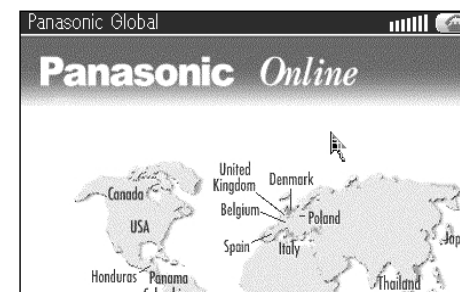 Panasonic Global
Panasonic Online
Canada
USA
Honduras
Panama
United
Kingdom
Denmark
Belgium
Poland
Spain
Italy
Thailand